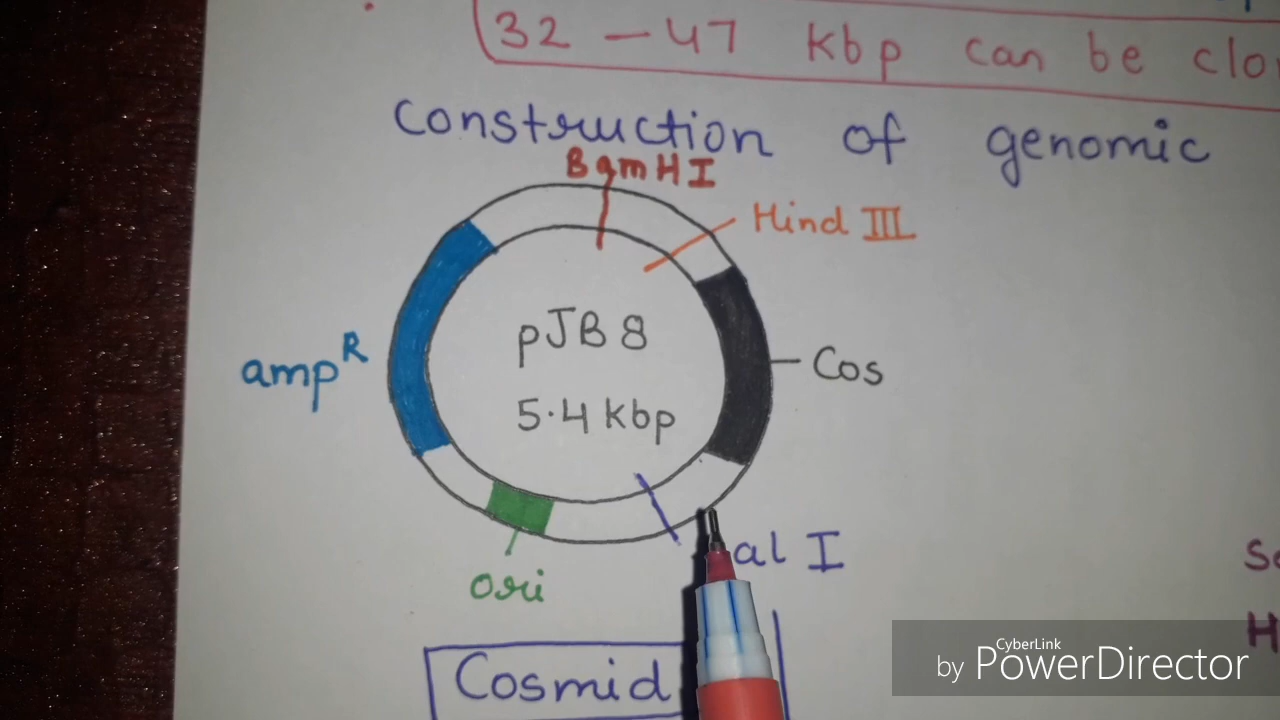 32 – 47 kbp can be clo
Construction of genomic
BamHI
Hind III
pJB8
5.4 kbp
amp^R
Cos
al I
Ori
Cosmid
CyberLink
by PowerDirector